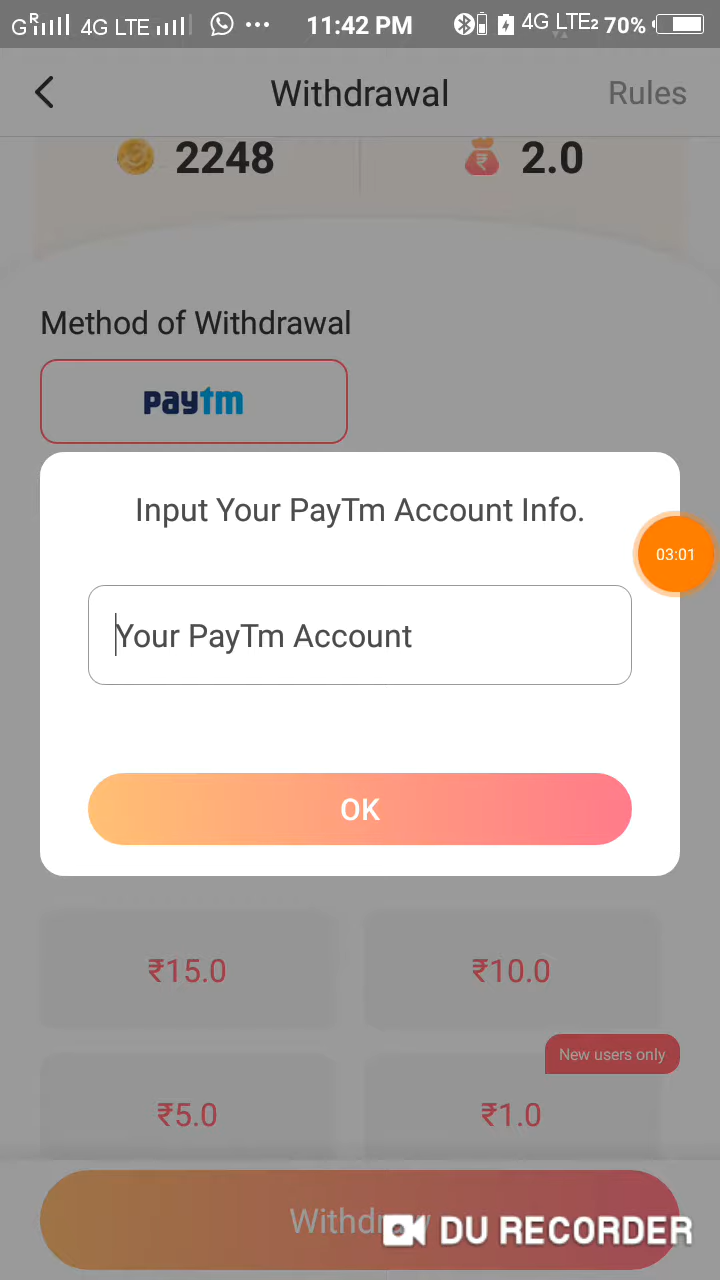 G R 4G LTE 11:42 PM 4G LTE2 70%
Withdrawal Rules
2248 2.0
Method of Withdrawal
paytm
Input Your PayTm Account Info.
03:01
Your PayTm Account
OK
₹15.0 ₹10.0
New users only
₹5.0 ₹1.0
DU RECORDER